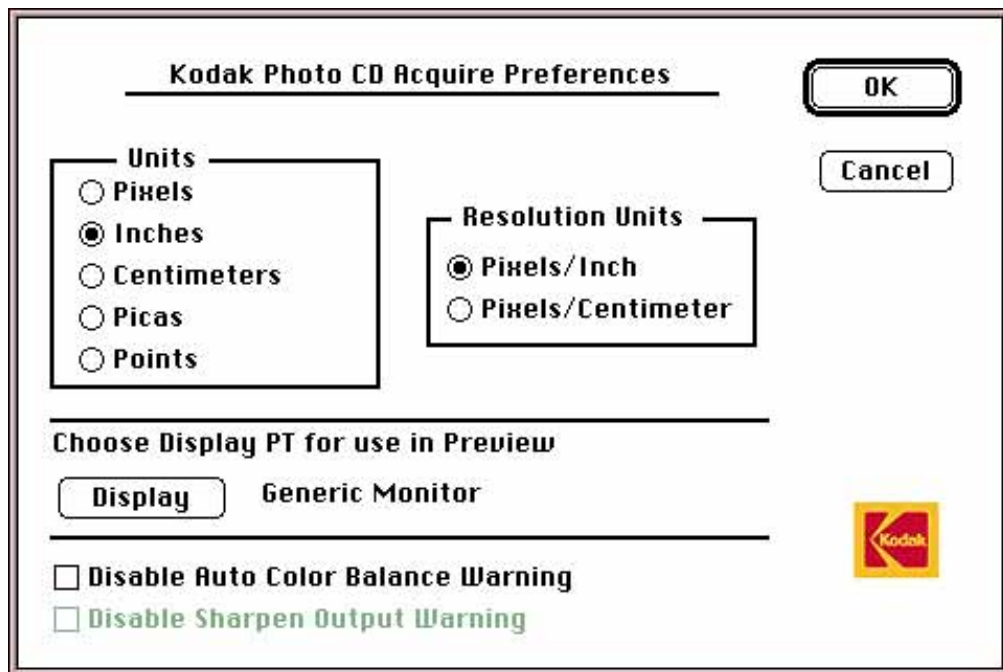 Kodak Photo CD Acquire Preferences
OK
Cancel
Units
Pixels
Inches
Centimeters
Picas
Points
Resolution Units
Pixels/Inch
Pixels/Centimeter
Choose Display PT for use in Preview
Display
Generic Monitor
Kodak
Disable Auto Color Balance Warning
Disable Sharpen Output Warning